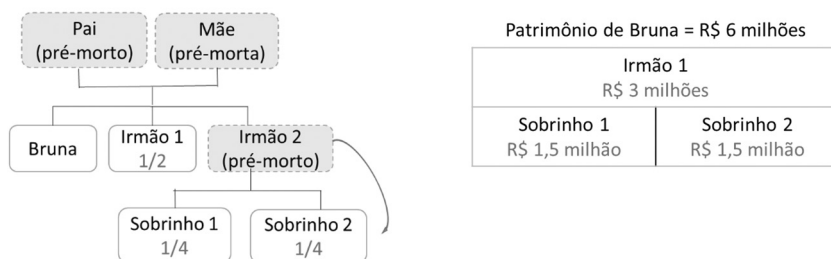 Pai
(pré-morto)
Mãe
(pré-morta)
Bruna
Irmão 1
1/2
Irmão 2
(pré-morto)
Sobrinho 1
1/4
Sobrinho 2
1/4
Patrimônio de Bruna = R$ 6 milhões
Irmão 1
R$ 3 milhões
Sobrinho 1
R$ 1,5 milhão
Sobrinho 2
R$ 1,5 milhão